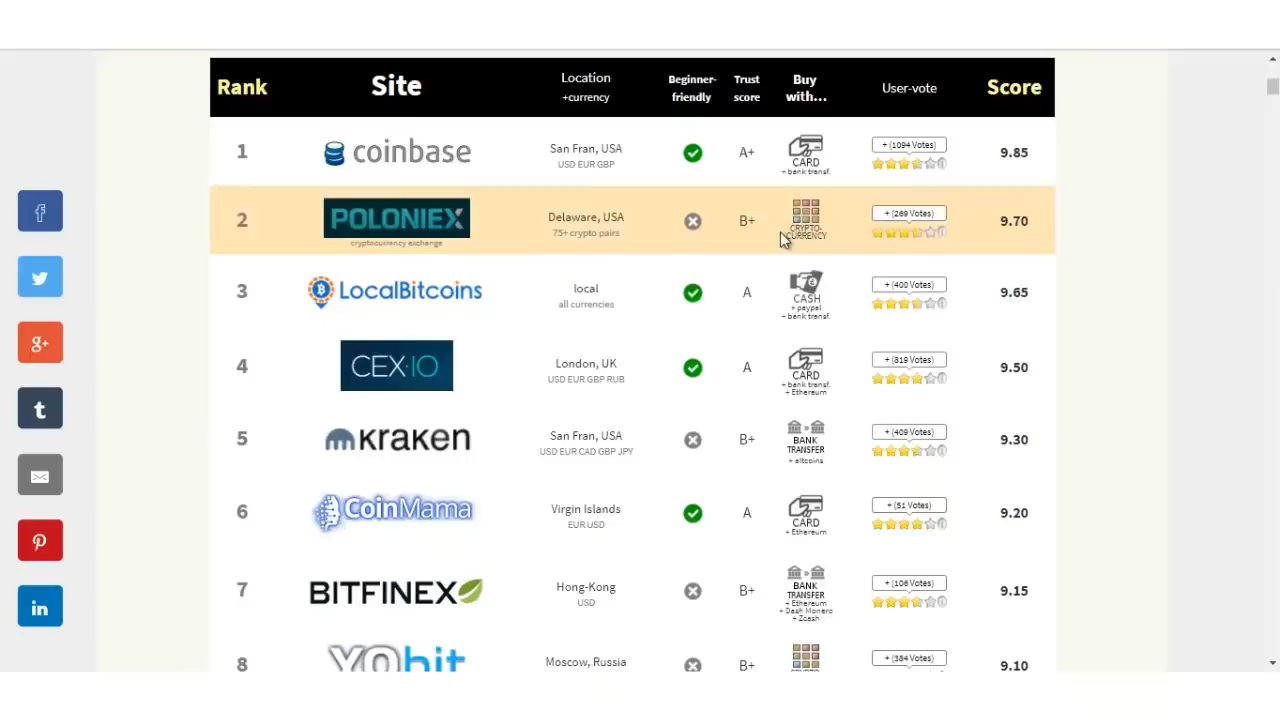 Rank Site Location +currency Beginner-friendly Trust score Buy with... User-vote Score
1 coinbase San Fran, USA USD EUR GBP A+ CARD + bank transf. + (1094 Votes) 9.85
2 POLONIEX cryptocurrency exchange Delaware, USA 75+ crypto pairs B+ CRYPTO-CURRENCY + (269 Votes) 9.70
3 LocalBitcoins local all currencies A CASH + paypal + bank transf. + (400 Votes) 9.65
4 CEX.IO London, UK USD EUR GBP RUB A CARD + bank transf. + Ethereum + (819 Votes) 9.50
5 kraken San Fran, USA USD EUR CAD GBP JPY B+ BANK TRANSFER + altcoins + (409 Votes) 9.30
6 CoinMama Virgin Islands EUR USD A CARD + Ethereum + (51 Votes) 9.20
7 BITFINEX Hong-Kong USD B+ BANK TRANSFER + Ethereum + Dash Monero + Zcash + (106 Votes) 9.15
8 YObit Moscow, Russia B+ + (384 Votes) 9.10
f
g+
t
p
in